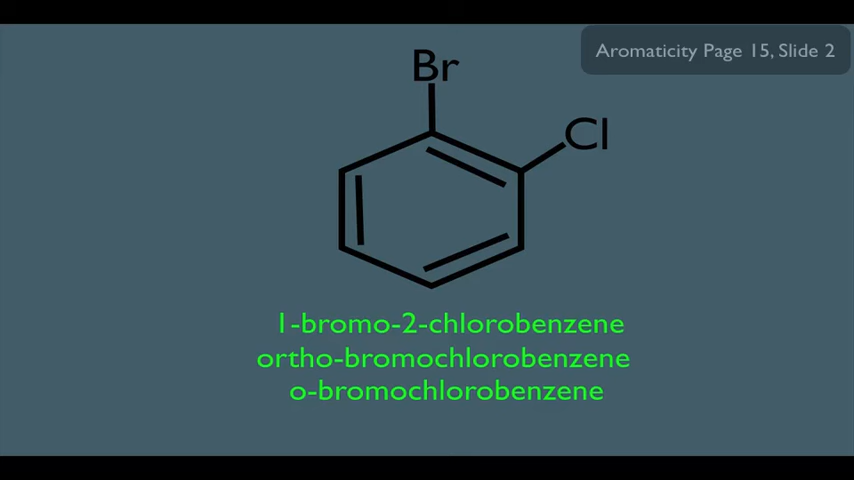 Aromaticity Page 15, Slide 2
Br
Cl
1-bromo-2-chlorobenzene
ortho-bromochlorobenzene
o-bromochlorobenzene